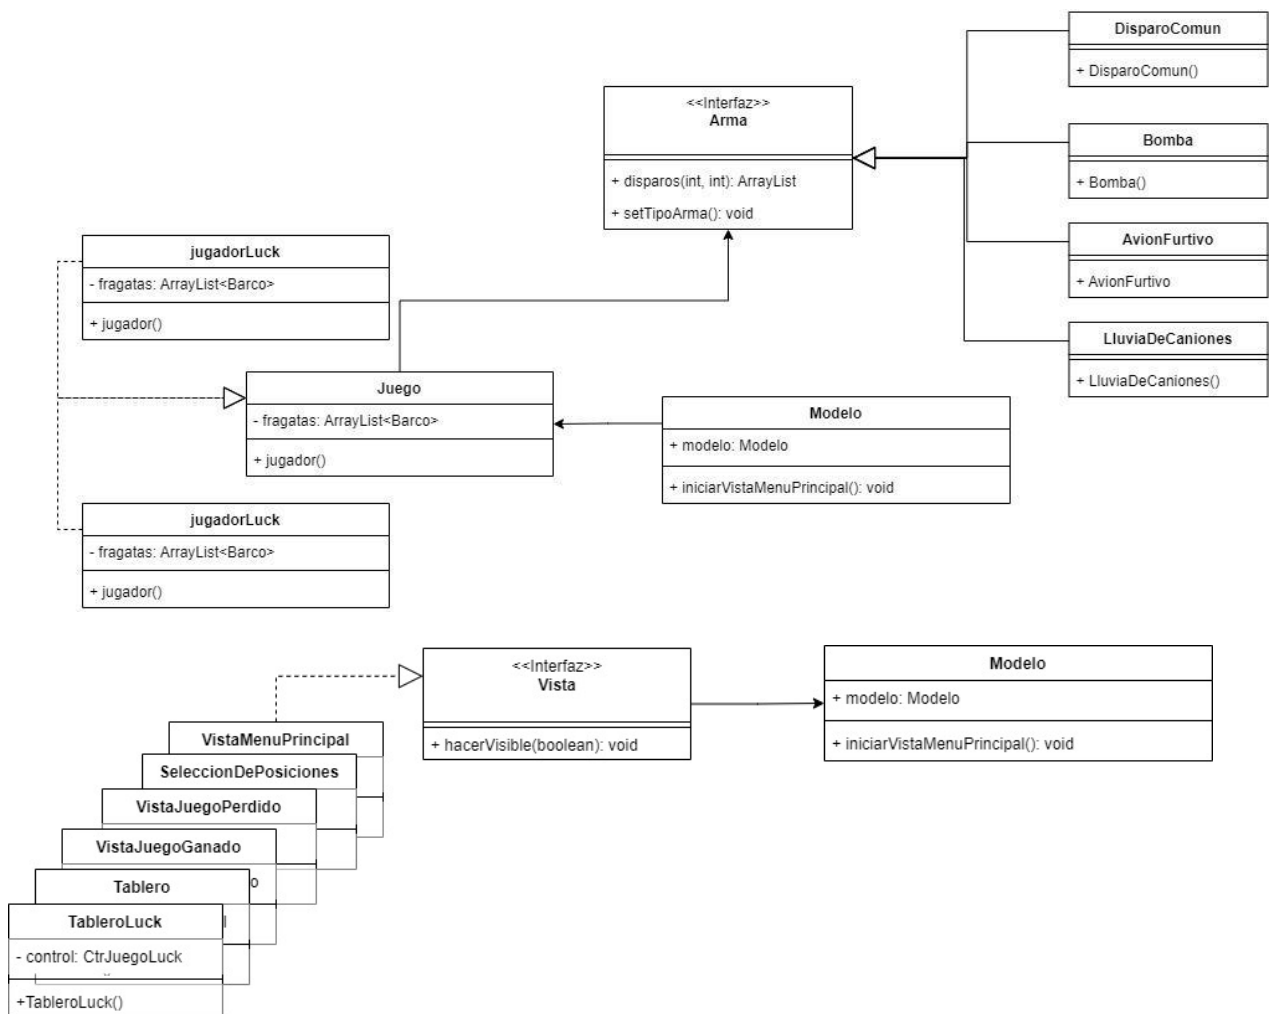 DisparoComun
+ DisparoComun()
<<Interfaz>>
Arma
+ disparos(int, int): ArrayList
+ setTipoArma(): void
Bomba
+ Bomba()
AvionFurtivo
+ AvionFurtivo
LluviaDeCaniones
+ LluviaDeCaniones()
jugadorLuck
- fragatas: ArrayList<Barco>
+ jugador()
Juego
- fragatas: ArrayList<Barco>
+ jugador()
Modelo
+ modelo: Modelo
+ iniciarVistaMenuPrincipal(): void
jugadorLuck
- fragatas: ArrayList<Barco>
+ jugador()
<<Interfaz>>
Vista
+ hacerVisible(boolean): void
Modelo
+ modelo: Modelo
+ iniciarVistaMenuPrincipal(): void
VistaMenuPrincipal
SeleccionDePosiciones
VistaJuegoPerdido
VistaJuegoGanado
Tablero
TableroLuck
- control: CtrJuegoLuck
+TableroLuck()